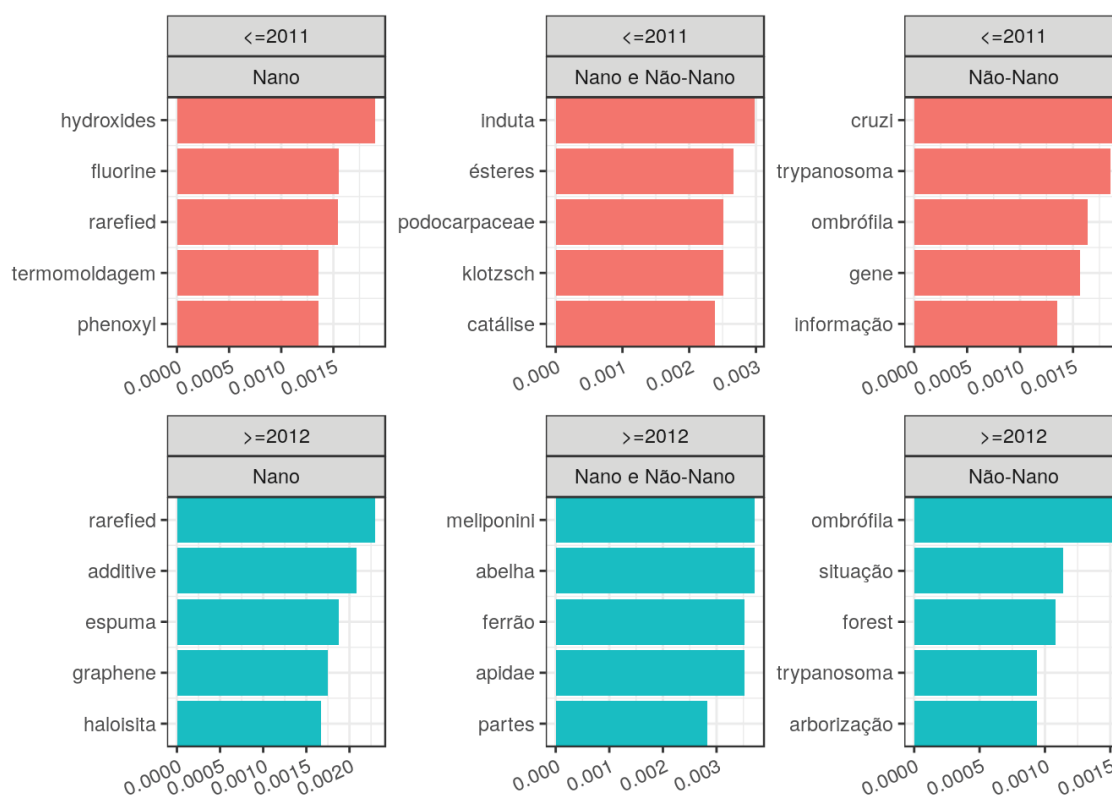 <=2011
Nano
hydroxides
fluorine
rarefied
termomoldagem
phenoxyl
0.0000 0.0005 0.0010 0.0015
<=2011
Nano e Não-Nano
induta
ésteres
podocarpaceae
klotzsch
catálise
0.000 0.001 0.002 0.003
<=2011
Não-Nano
cruzi
trypanosoma
ombrófila
gene
informação
0.0000 0.0005 0.0010 0.0015
>=2012
Nano
rarefied
additive
espuma
graphene
haloisita
0.0000 0.0005 0.0010 0.0015 0.0020
>=2012
Nano e Não-Nano
meliponini
abelha
ferrão
apidae
partes
0.000 0.001 0.002 0.003
>=2012
Não-Nano
ombrófila
situação
forest
trypanosoma
arborização
0.0000 0.0005 0.0010 0.0015